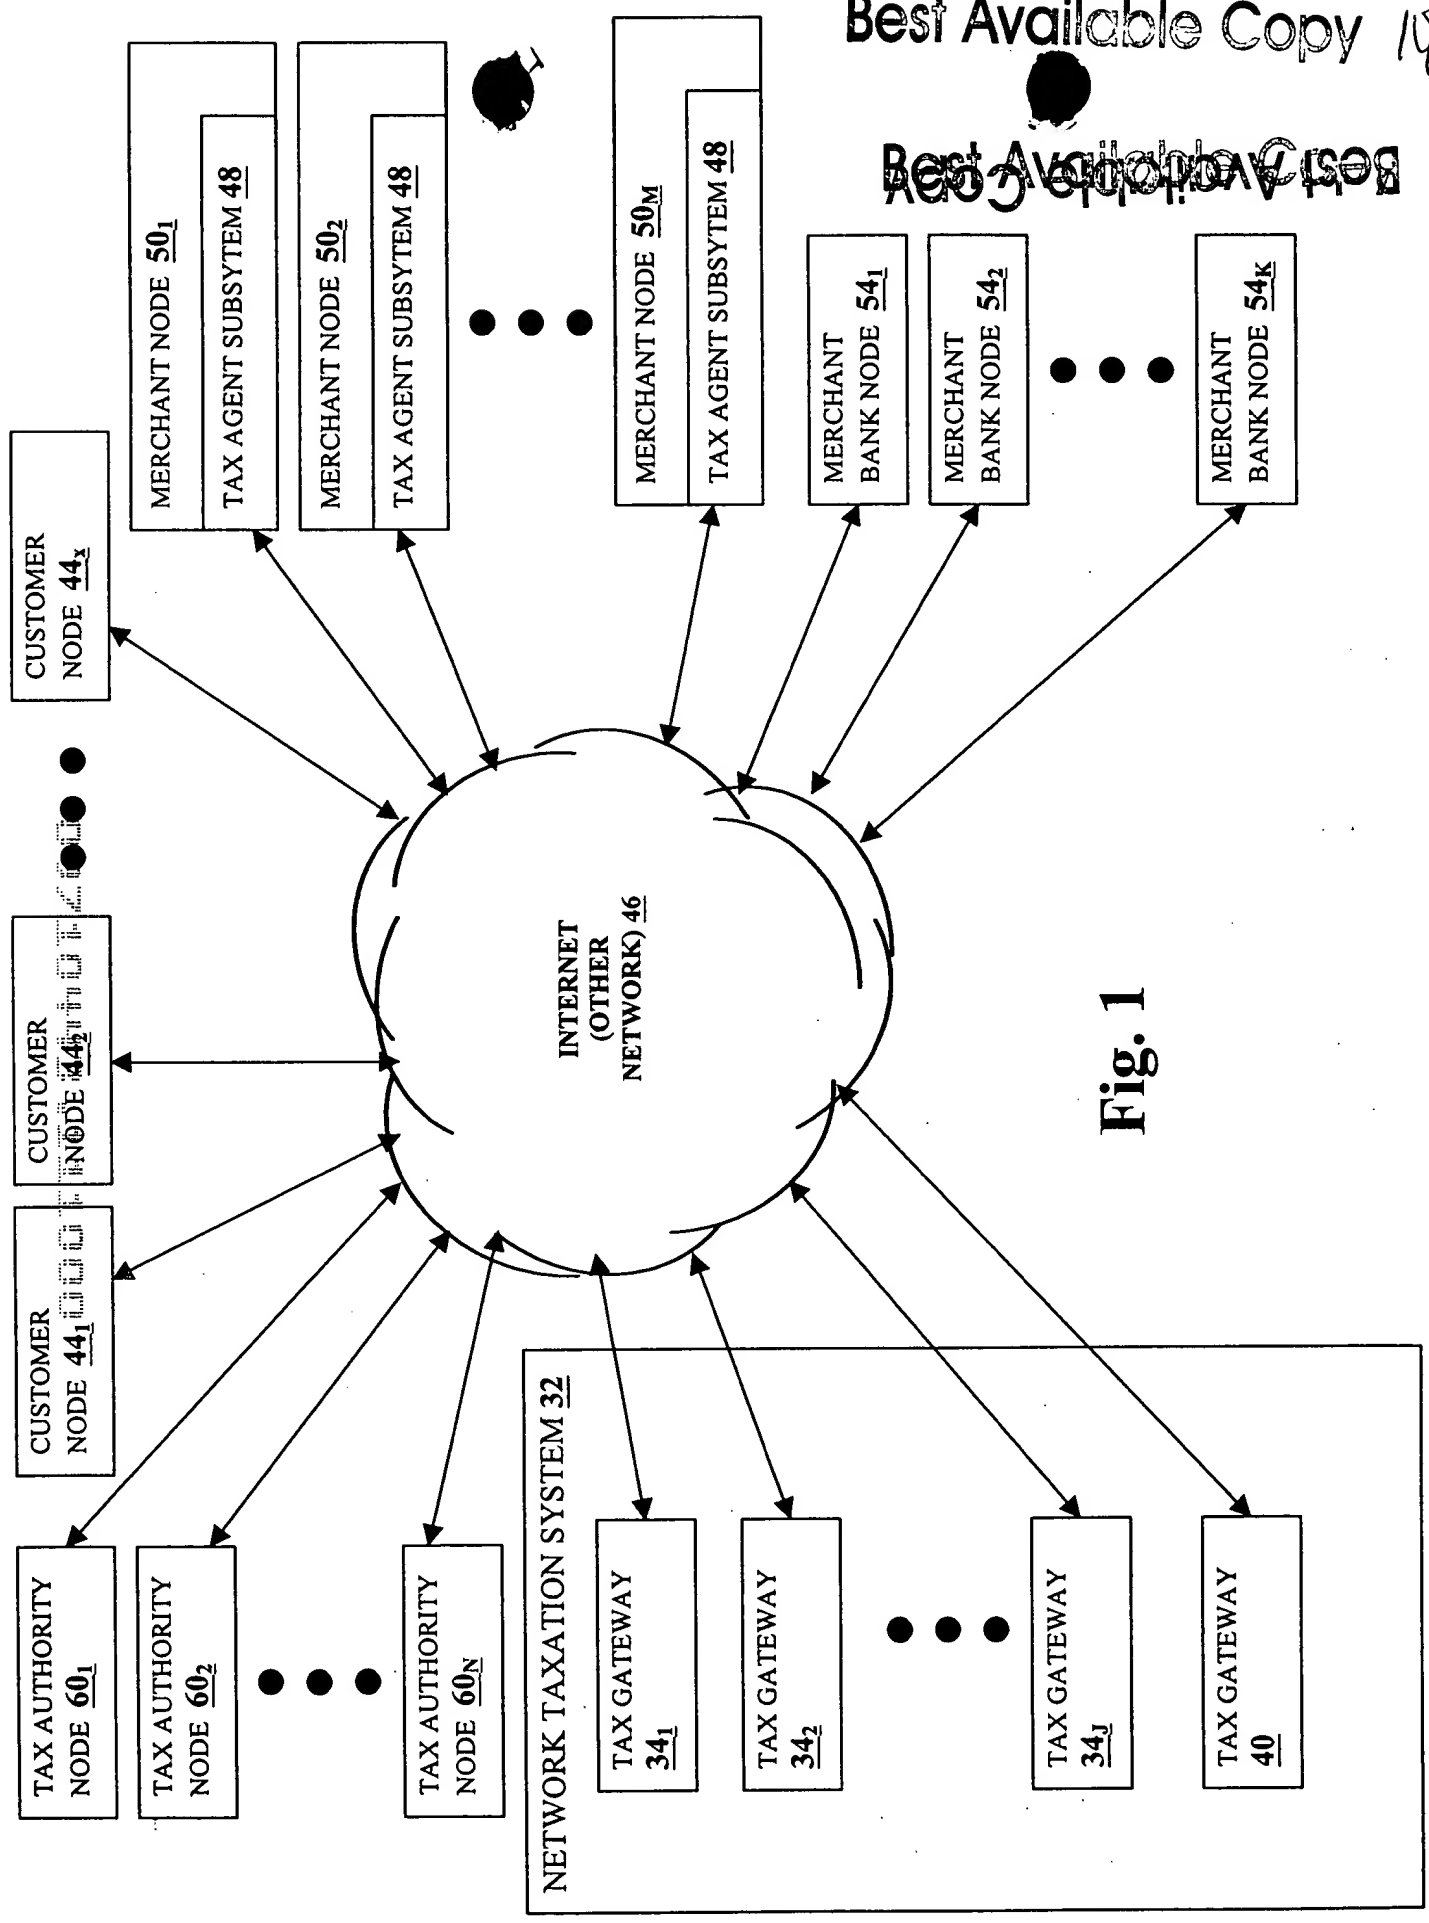 Best Available Copy
Best Available Copy
Best Available Copy
CUSTOMER
NODE 44₁
CUSTOMER
NODE 44₂
CUSTOMER
NODE 44ₓ
TAX AUTHORITY
NODE 60₁
TAX AUTHORITY
NODE 60₂
TAX AUTHORITY
NODE 60N
INTERNET
(OTHER
NETWORK) 46
MERCHANT NODE 50₁
TAX AGENT SUBSYTEM 48
MERCHANT NODE 50₂
TAX AGENT SUBSYTEM 48
MERCHANT NODE 50M
TAX AGENT SUBSYTEM 48
MERCHANT
BANK NODE 54₁
MERCHANT
BANK NODE 54₂
MERCHANT
BANK NODE 54K
NETWORK TAXATION SYSTEM 32
TAX GATEWAY
34₁
TAX GATEWAY
34₂
TAX GATEWAY
34J
TAX GATEWAY
40
Fig. 1